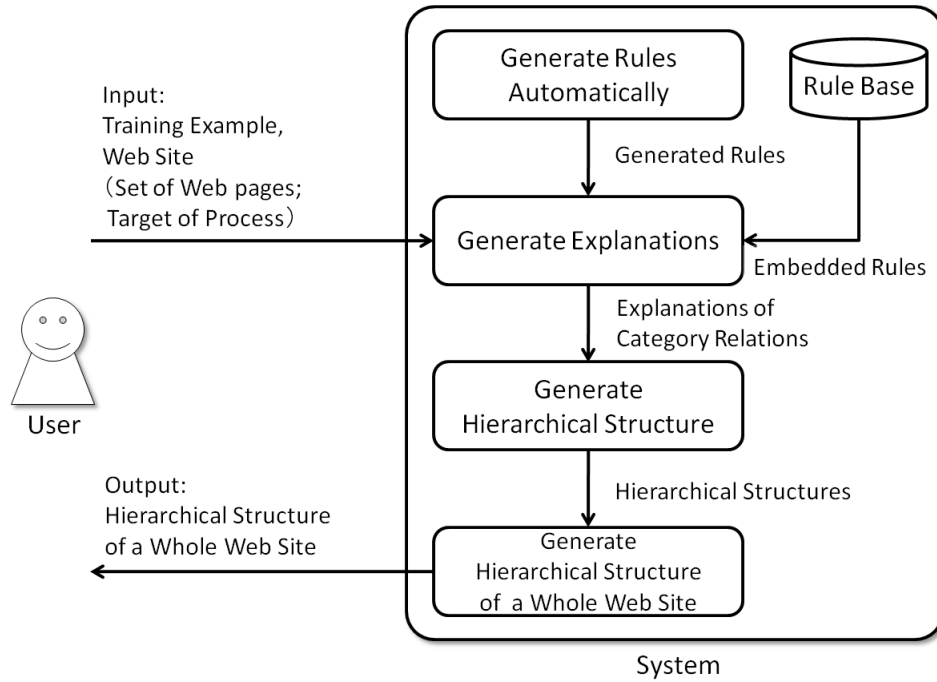 Generate Rules
Automatically
Rule Base
Input:
Training Example,
Web Site
（Set of Web pages;
Target of Process）
Generated Rules
Generate Explanations
Embedded Rules
Explanations of
Category Relations
User
Generate
Hierarchical Structure
Output:
Hierarchical Structure
of a Whole Web Site
Hierarchical Structures
Generate
Hierarchical Structure
of a Whole Web Site
System